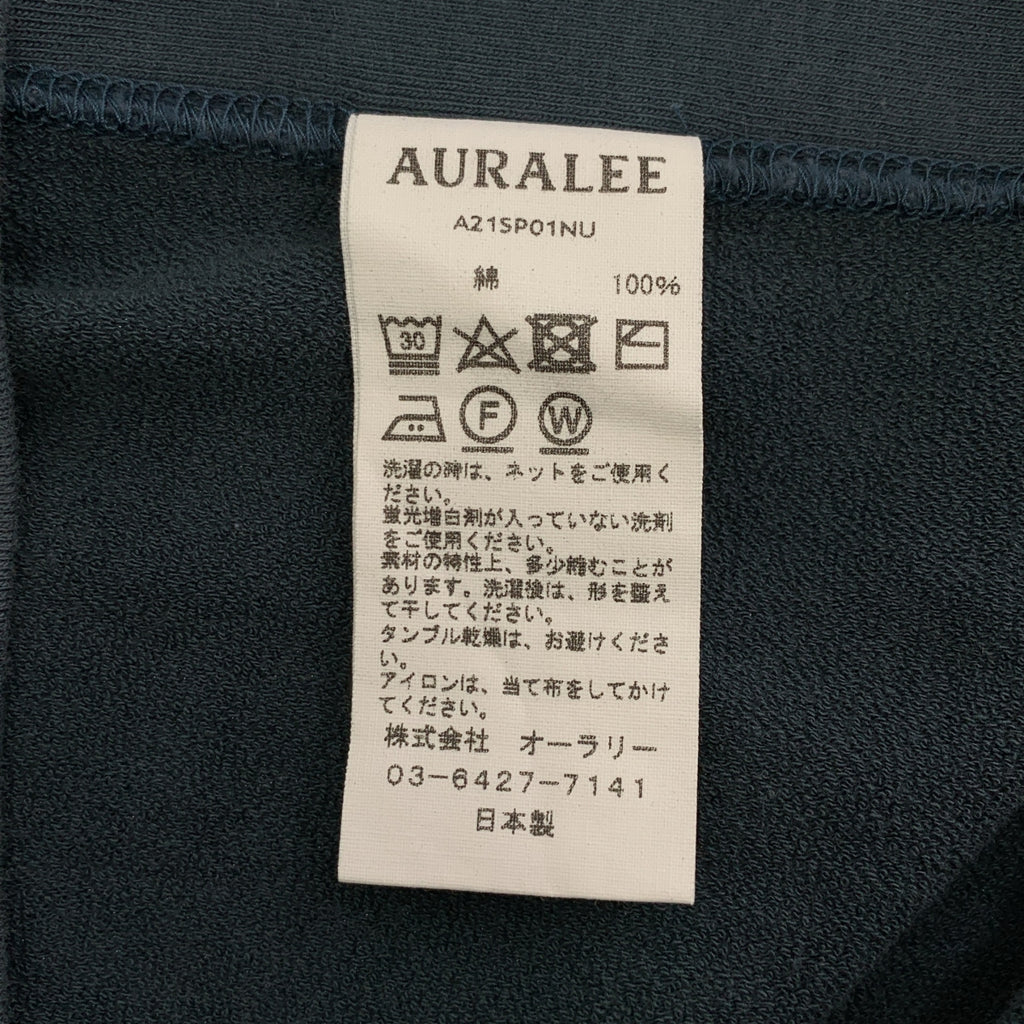 AURALEE
A21SP01NU
綿 100%
30
F W
洗濯の時は、ネットをご使用く
ださい。
蛍光増白剤が入っていない洗剤
をご使用ください。
素材の特性上、多少縮むことが
あります。洗濯後は、形を整え
て干してください。
タンブル乾燥は、お避けくださ
い。
アイロンは、当て布をしてかけ
てください。
株式会社 オーラリー
03-6427-7141
日本製